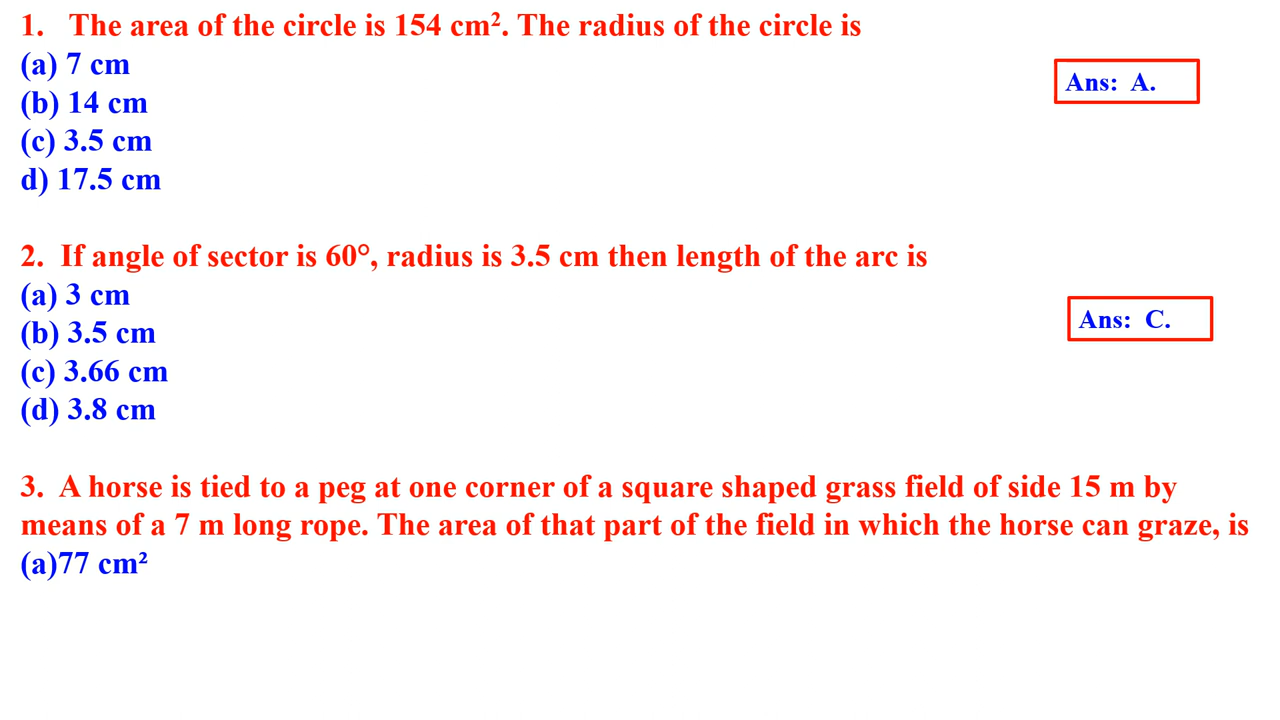 1. The area of the circle is 154 cm². The radius of the circle is
(a) 7 cm
Ans: A.
(b) 14 cm
(c) 3.5 cm
d) 17.5 cm
2. If angle of sector is 60°, radius is 3.5 cm then length of the arc is
(a) 3 cm
Ans: C.
(b) 3.5 cm
(c) 3.66 cm
(d) 3.8 cm
3. A horse is tied to a peg at one corner of a square shaped grass field of side 15 m by
means of a 7 m long rope. The area of that part of the field in which the horse can graze, is
(a)77 cm²